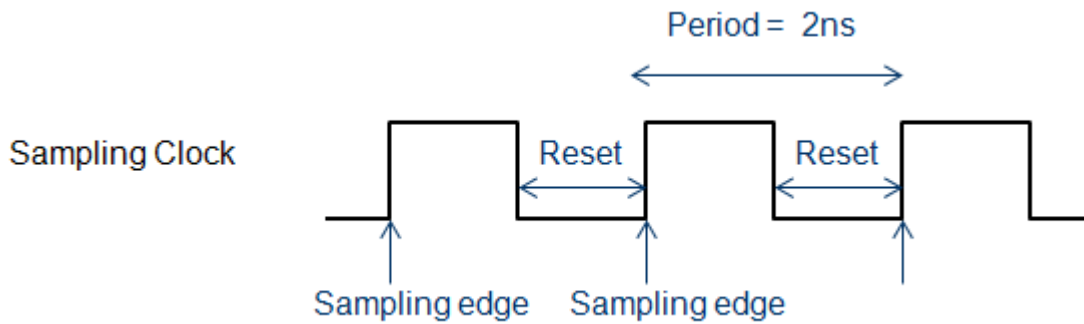 Period = 2ns
Sampling Clock
Reset
Reset
Sampling edge
Sampling edge